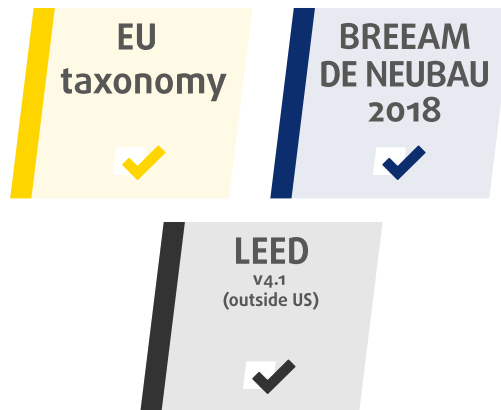 EU
taxonomy
BREEAM
DE NEUBAU
2018
LEED
v4.1
(outside US)